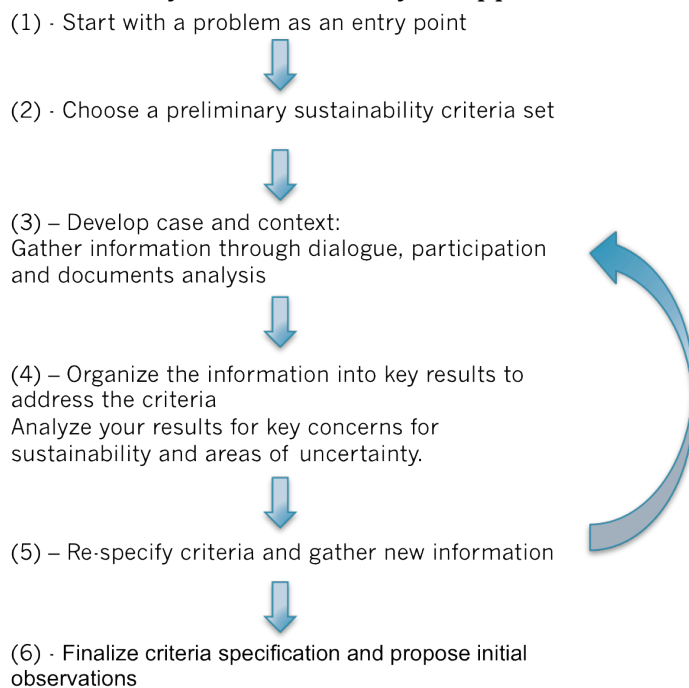 (1) - Start with a problem as an entry point
(2) - Choose a preliminary sustainability criteria set
(3) – Develop case and context:
Gather information through dialogue, participation
and documents analysis
(4) – Organize the information into key results to
address the criteria
Analyze your results for key concerns for
sustainability and areas of uncertainty.
(5) – Re-specify criteria and gather new information
(6) - Finalize criteria specification and propose initial
observations